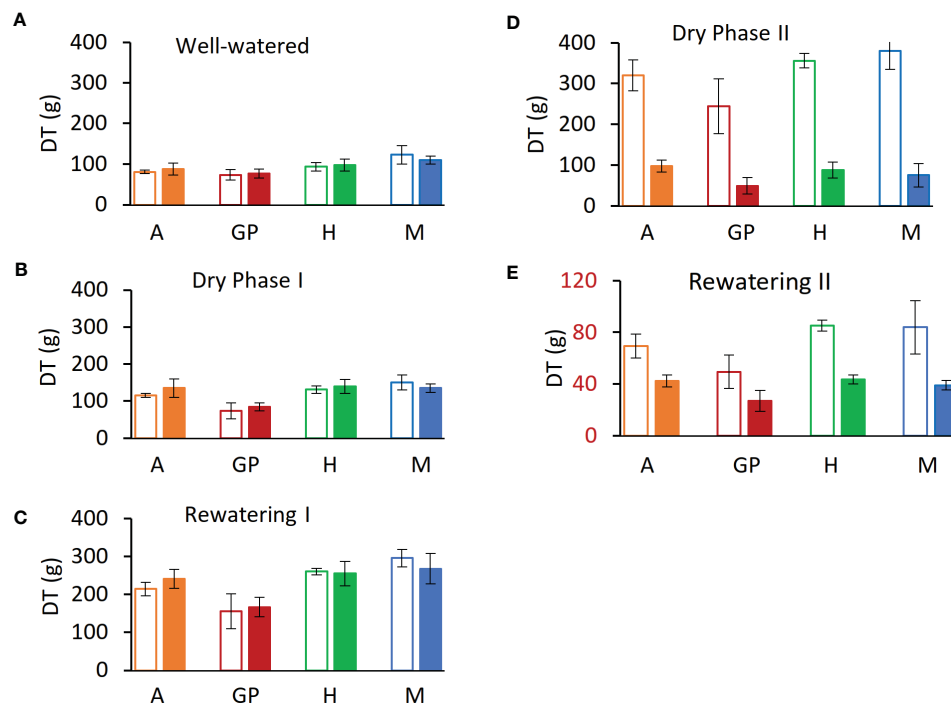 A
Well-watered
400
300
200
100
0
DT (g)
A GP H M
B
Dry Phase I
400
300
200
100
0
DT (g)
A GP H M
C
Rewatering I
400
300
200
100
0
DT (g)
A GP H M
D
Dry Phase II
400
300
200
100
0
DT (g)
A GP H M
E
Rewatering II
120
80
40
0
DT (g)
A GP H M